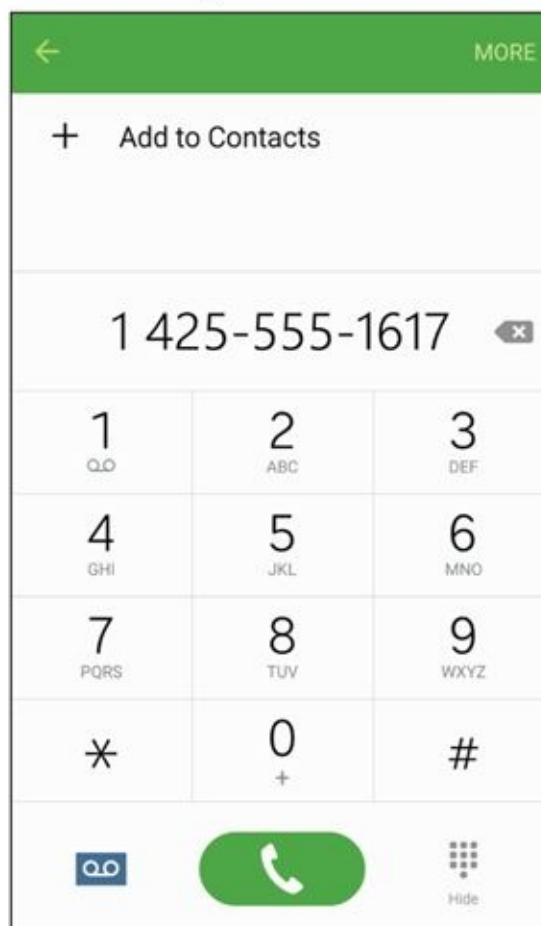 MORE
+ Add to Contacts
1 425-555-1617
1 2 3
ABC DEF
4 5 6
GHI JKL MNO
7 8 9
PQRS TUV WXYZ
* 0 #
+
Hide